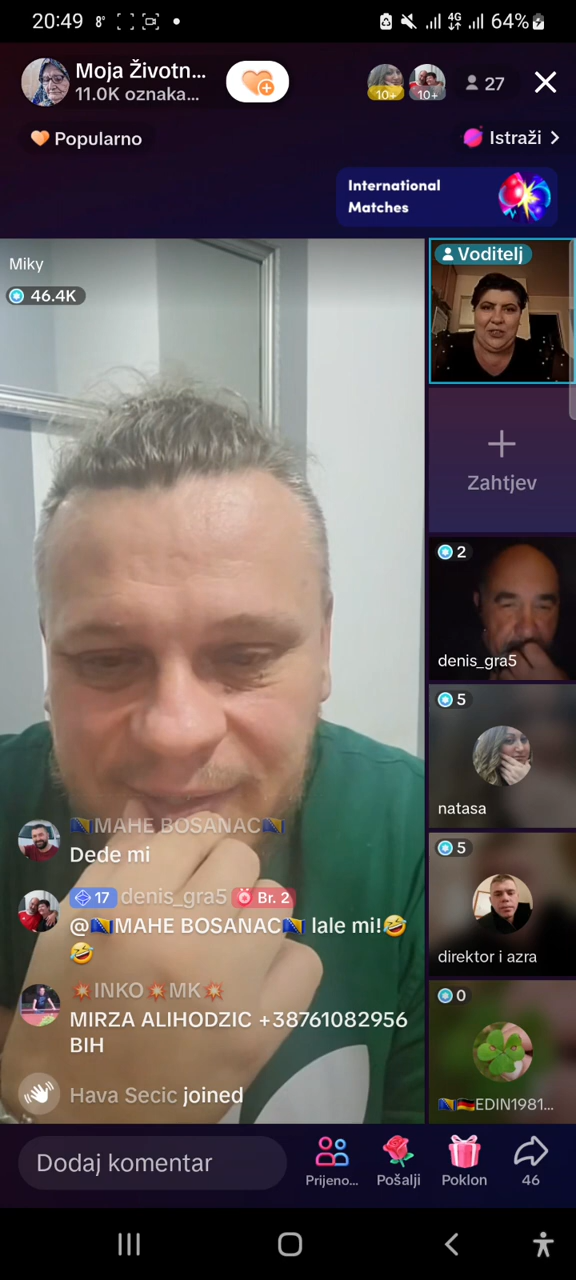 20:49 8° 4G 64%
Moja Životn...
11.0K oznaka...
10+ 10+ 27
Popularno
Istraži
International
Matches
Miky
46.4K
Voditelj
Zahtjev
2
denis_gra5
5
natasa
5
direktor i azra
0
🇧🇦🇩🇪EDIN1981...
🇧🇦MAHE BOSANAC🇧🇦
Dede mi
17 denis_gra5 Br. 2
@🇧🇦MAHE BOSANAC🇧🇦 lale mi!🤣
🤣
💥INKO💥MK💥
MIRZA ALIHODZIC +38761082956
BIH
Hava Secic joined
Dodaj komentar
Prijeno... Pošalji Poklon 46